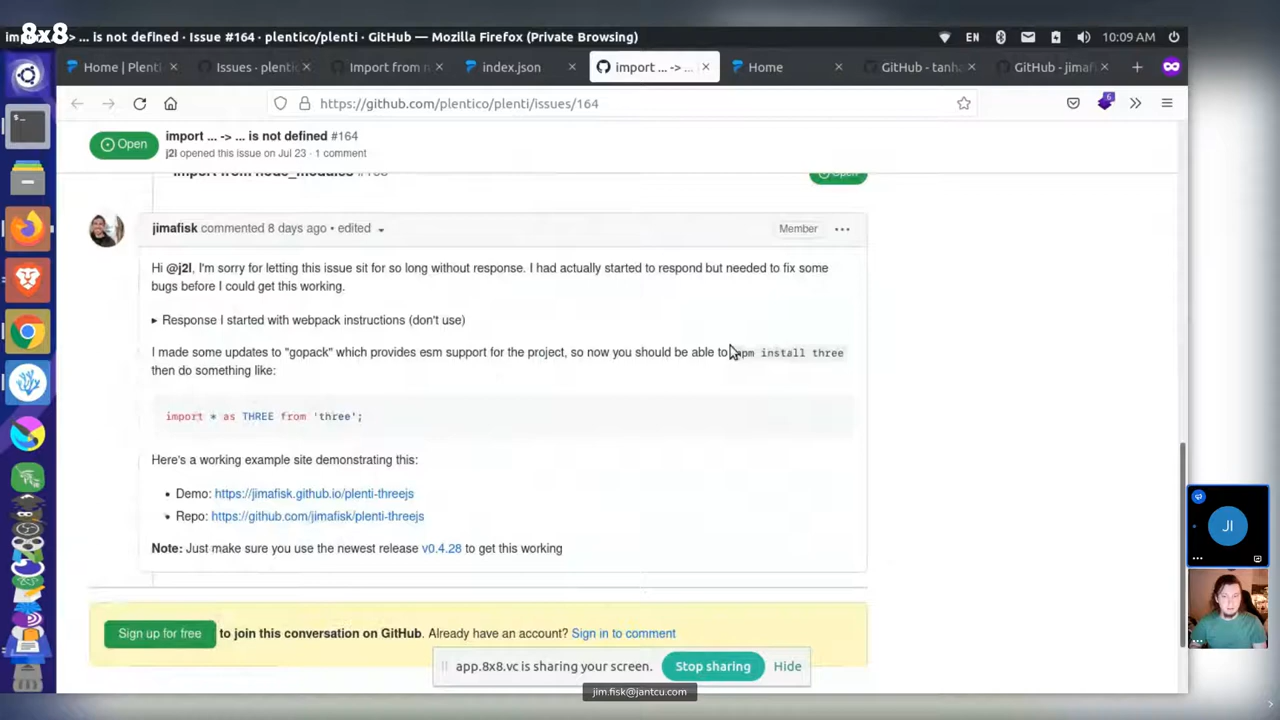 8x8
... is not defined · Issue #164 · plentico/plenti · GitHub — Mozilla Firefox (Private Browsing)
EN
10:09 AM
Home | Plenti
Issues · plentic
Import from n
index.json
import ... -> ...
Home
GitHub - tanha
GitHub - jimaf
https://github.com/plentico/plenti/issues/164
6
Open
import ... -> ... is not defined #164
j2l opened this issue on Jul 23 · 1 comment
Import from node_modules
Open
jimafisk commented 8 days ago • edited
Member
Hi @j2l, I'm sorry for letting this issue sit for so long without response. I had actually started to respond but needed to fix some
bugs before I could get this working.
Response I started with webpack instructions (don't use)
I made some updates to "gopack" which provides esm support for the project, so now you should be able to npm install three
then do something like:
import * as THREE from 'three';
Here's a working example site demonstrating this:
• Demo: https://jimafisk.github.io/plenti-threejs
• Repo: https://github.com/jimafisk/plenti-threejs
Note: Just make sure you use the newest release v0.4.28 to get this working
JI
Sign up for free to join this conversation on GitHub. Already have an account? Sign in to comment
app.8x8.vc is sharing your screen.
Stop sharing
Hide
jim.fisk@jantcu.com